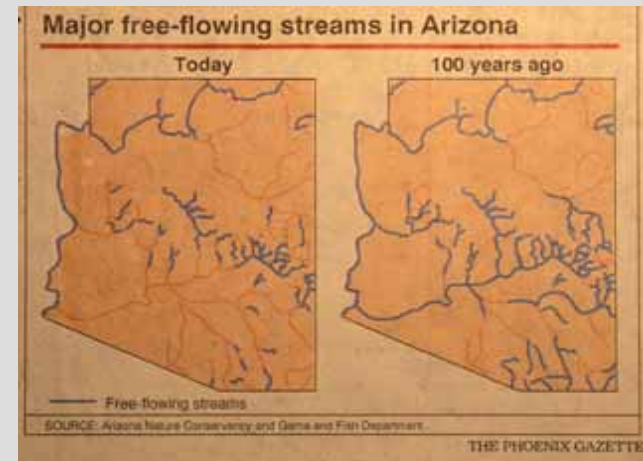 Major free-flowing streams in Arizona
Today
100 years ago
Free-flowing streams
SOURCE: Arizona Nature Conservancy and Game and Fish Department
THE PHOENIX GAZETTE